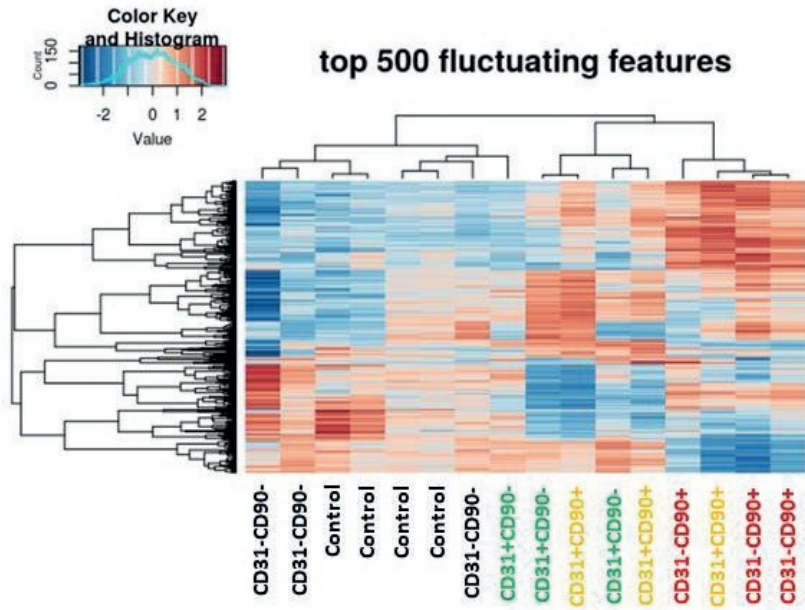 Color Key
and Histogram
Count
0
50
150
-2
0
1
2
Value
top 500 fluctuating features
CD31-CD90-
CD31-CD90-
Control
Control
Control
Control
CD31-CD90-
CD31+CD90-
CD31+CD90-
CD31+CD90+
CD31+CD90-
CD31+CD90+
CD31-CD90+
CD31+CD90+
CD31-CD90+
CD31-CD90+